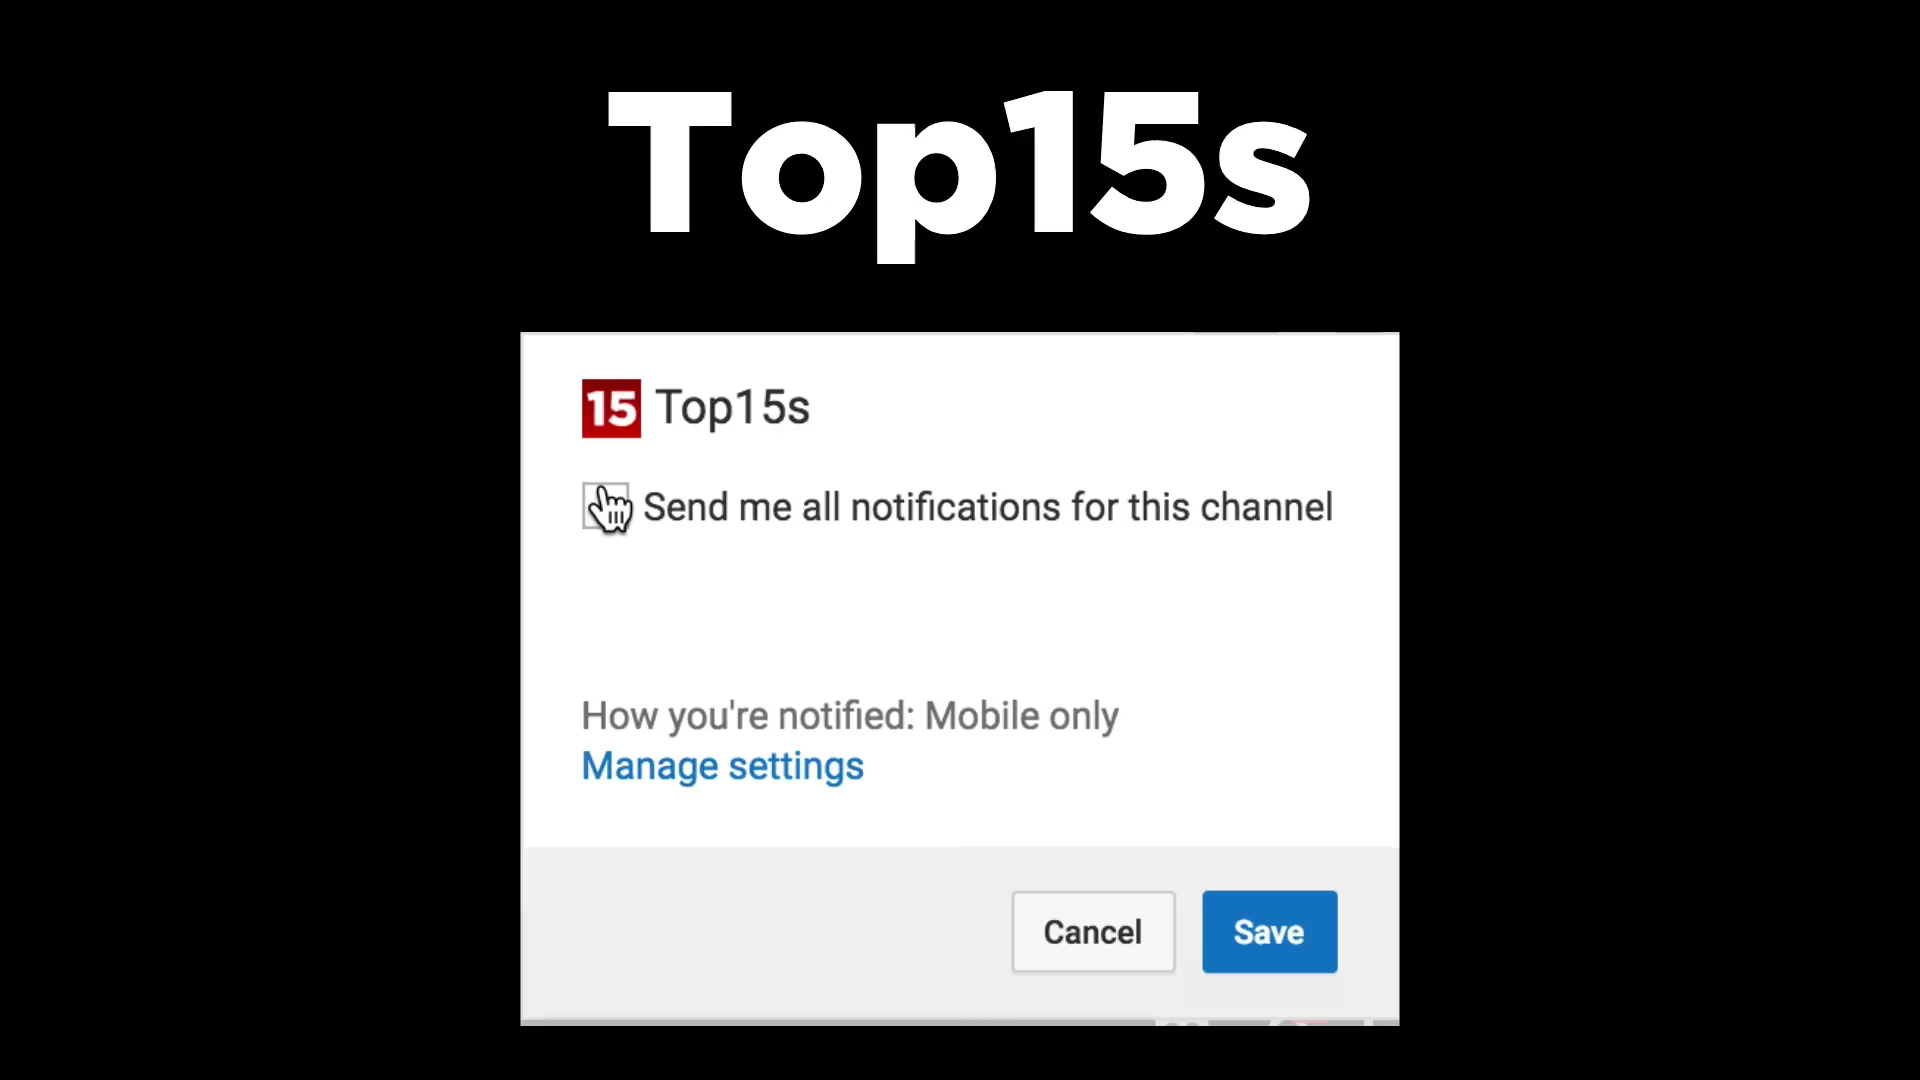 Top15s
15 Top15s
Send me all notifications for this channel
How you're notified: Mobile only
Manage settings
Cancel Save